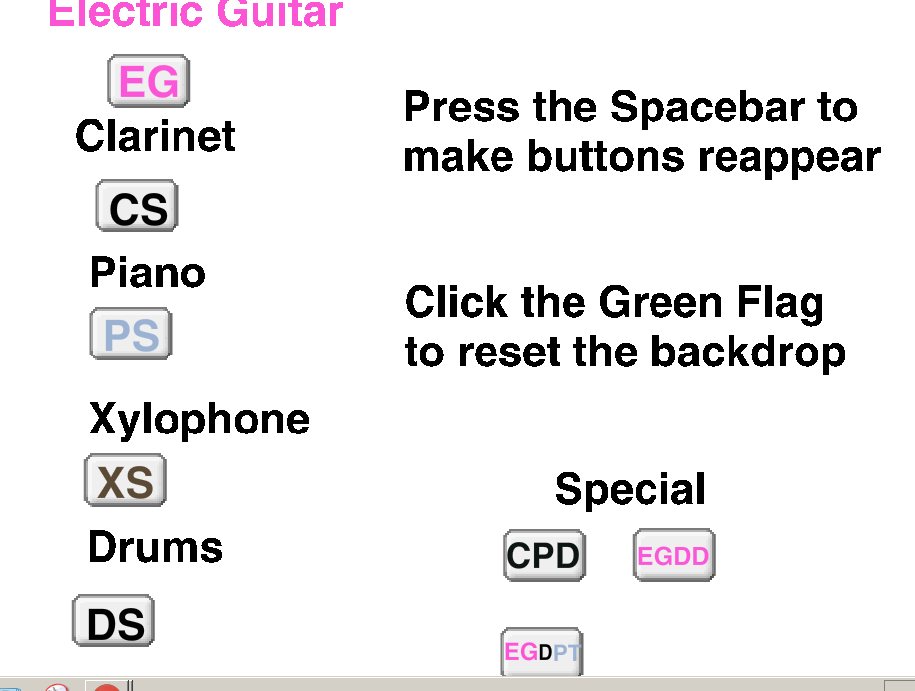 Electric Guitar
EG
Clarinet
CS
Piano
PS
Xylophone
XS
Drums
DS
Press the Spacebar to
make buttons reappear
Click the Green Flag
to reset the backdrop
Special
CPD EGDD
EGDPT